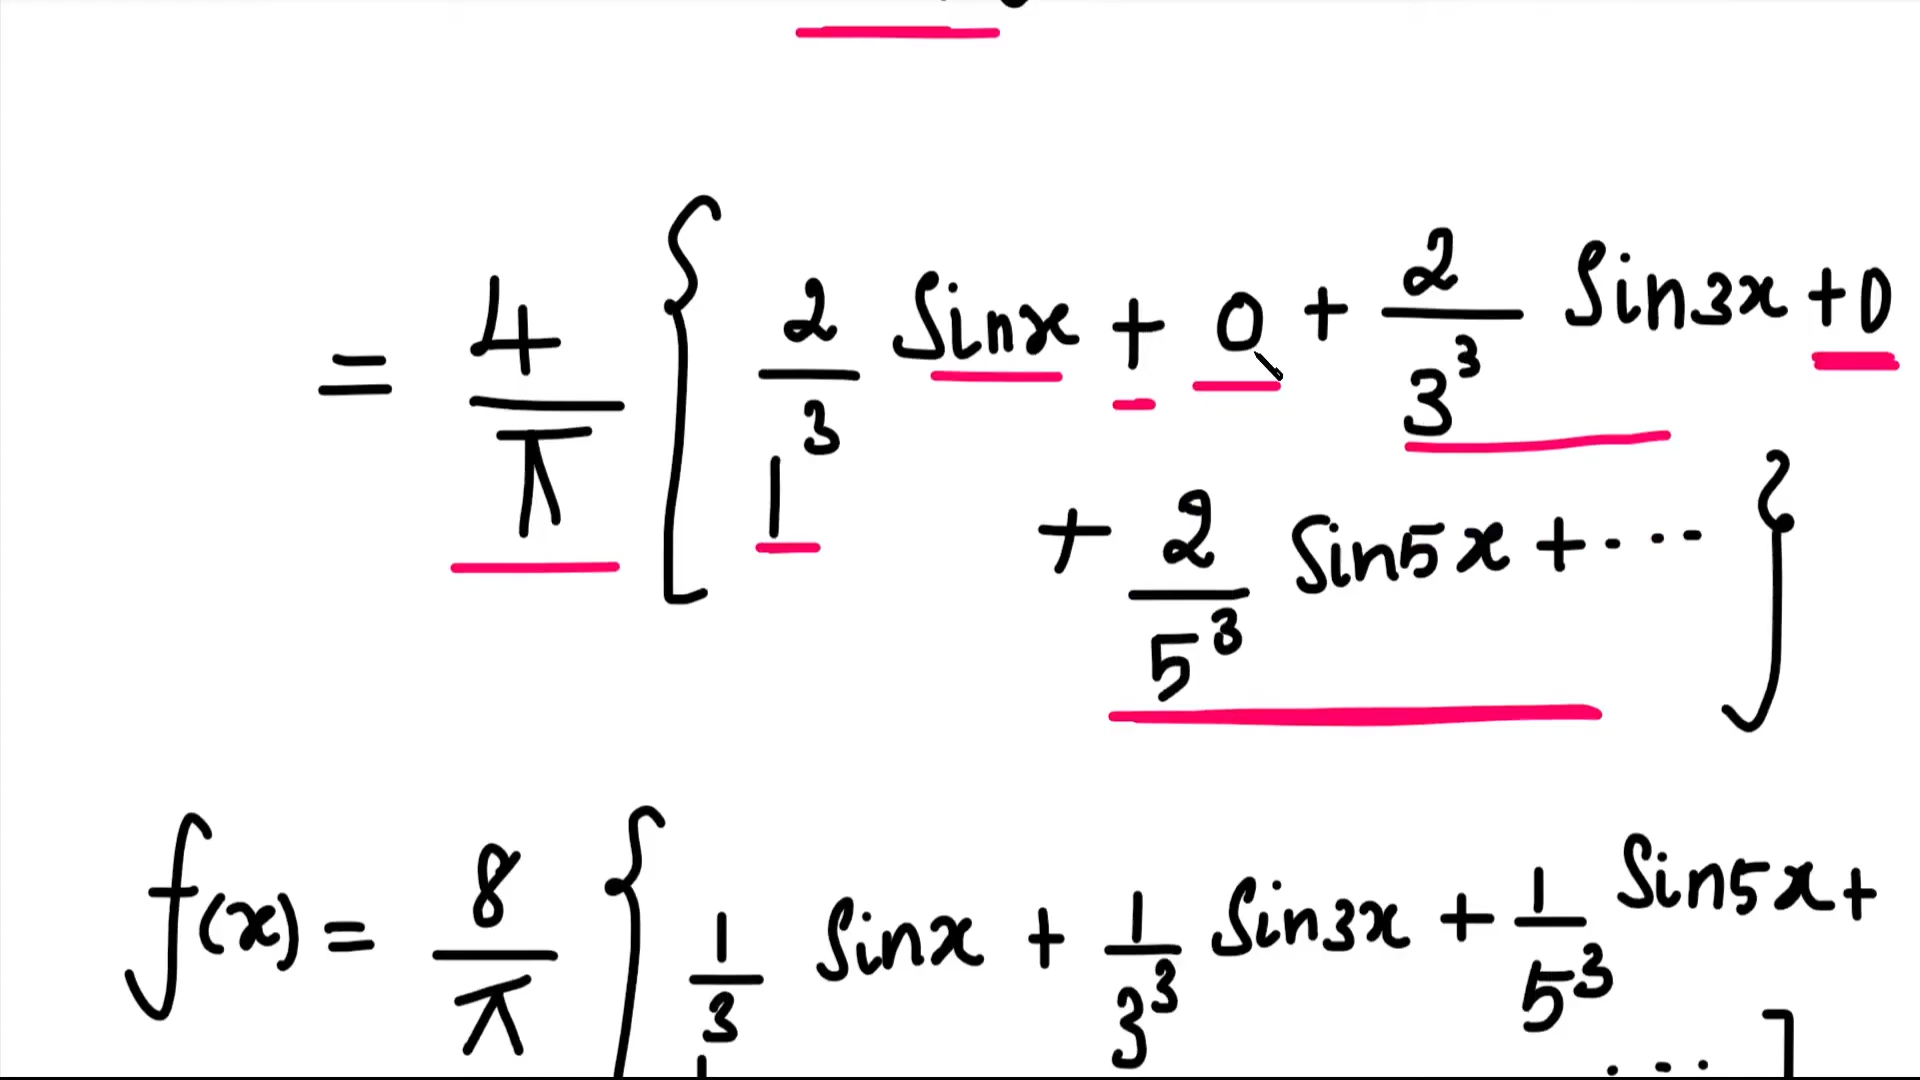 = 4/π { 2/1³ Sinx + 0 + 2/3³ Sin3x + 0
+ 2/5³ Sin5x + ··· }
f(x) = 8/π { 1/1³ Sinx + 1/3³ Sin3x + 1/5³ Sin5x +
··· }